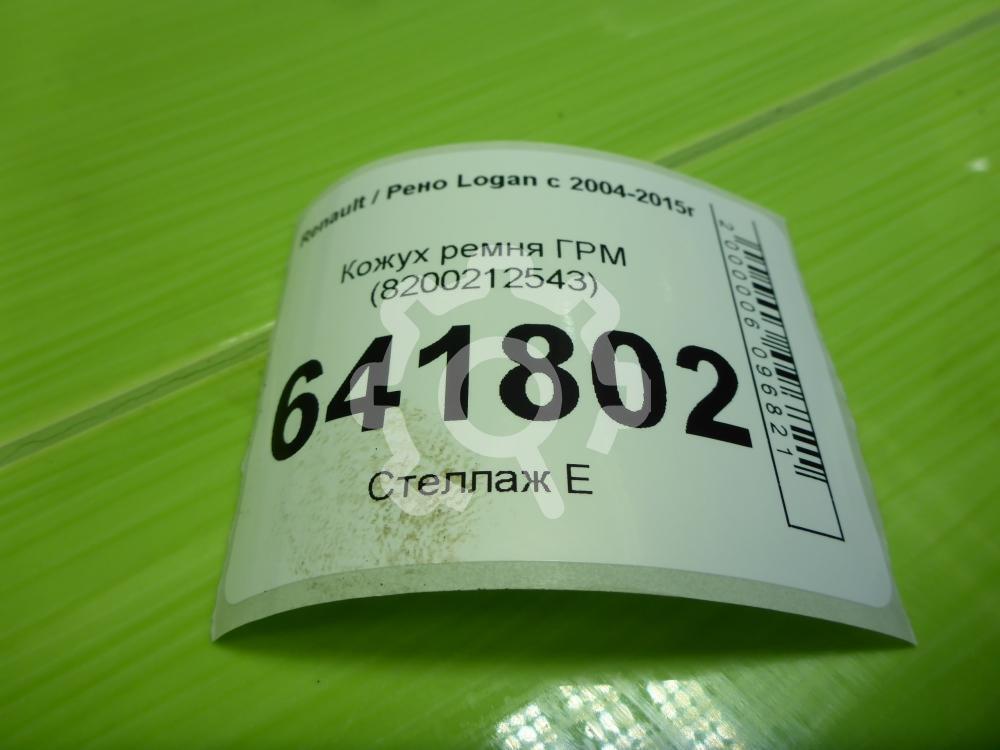 Renault / Рено Logan с 2004-2015г
Кожух ремня ГРМ
(8200212543)
641802
Стеллаж Е
2000006096821